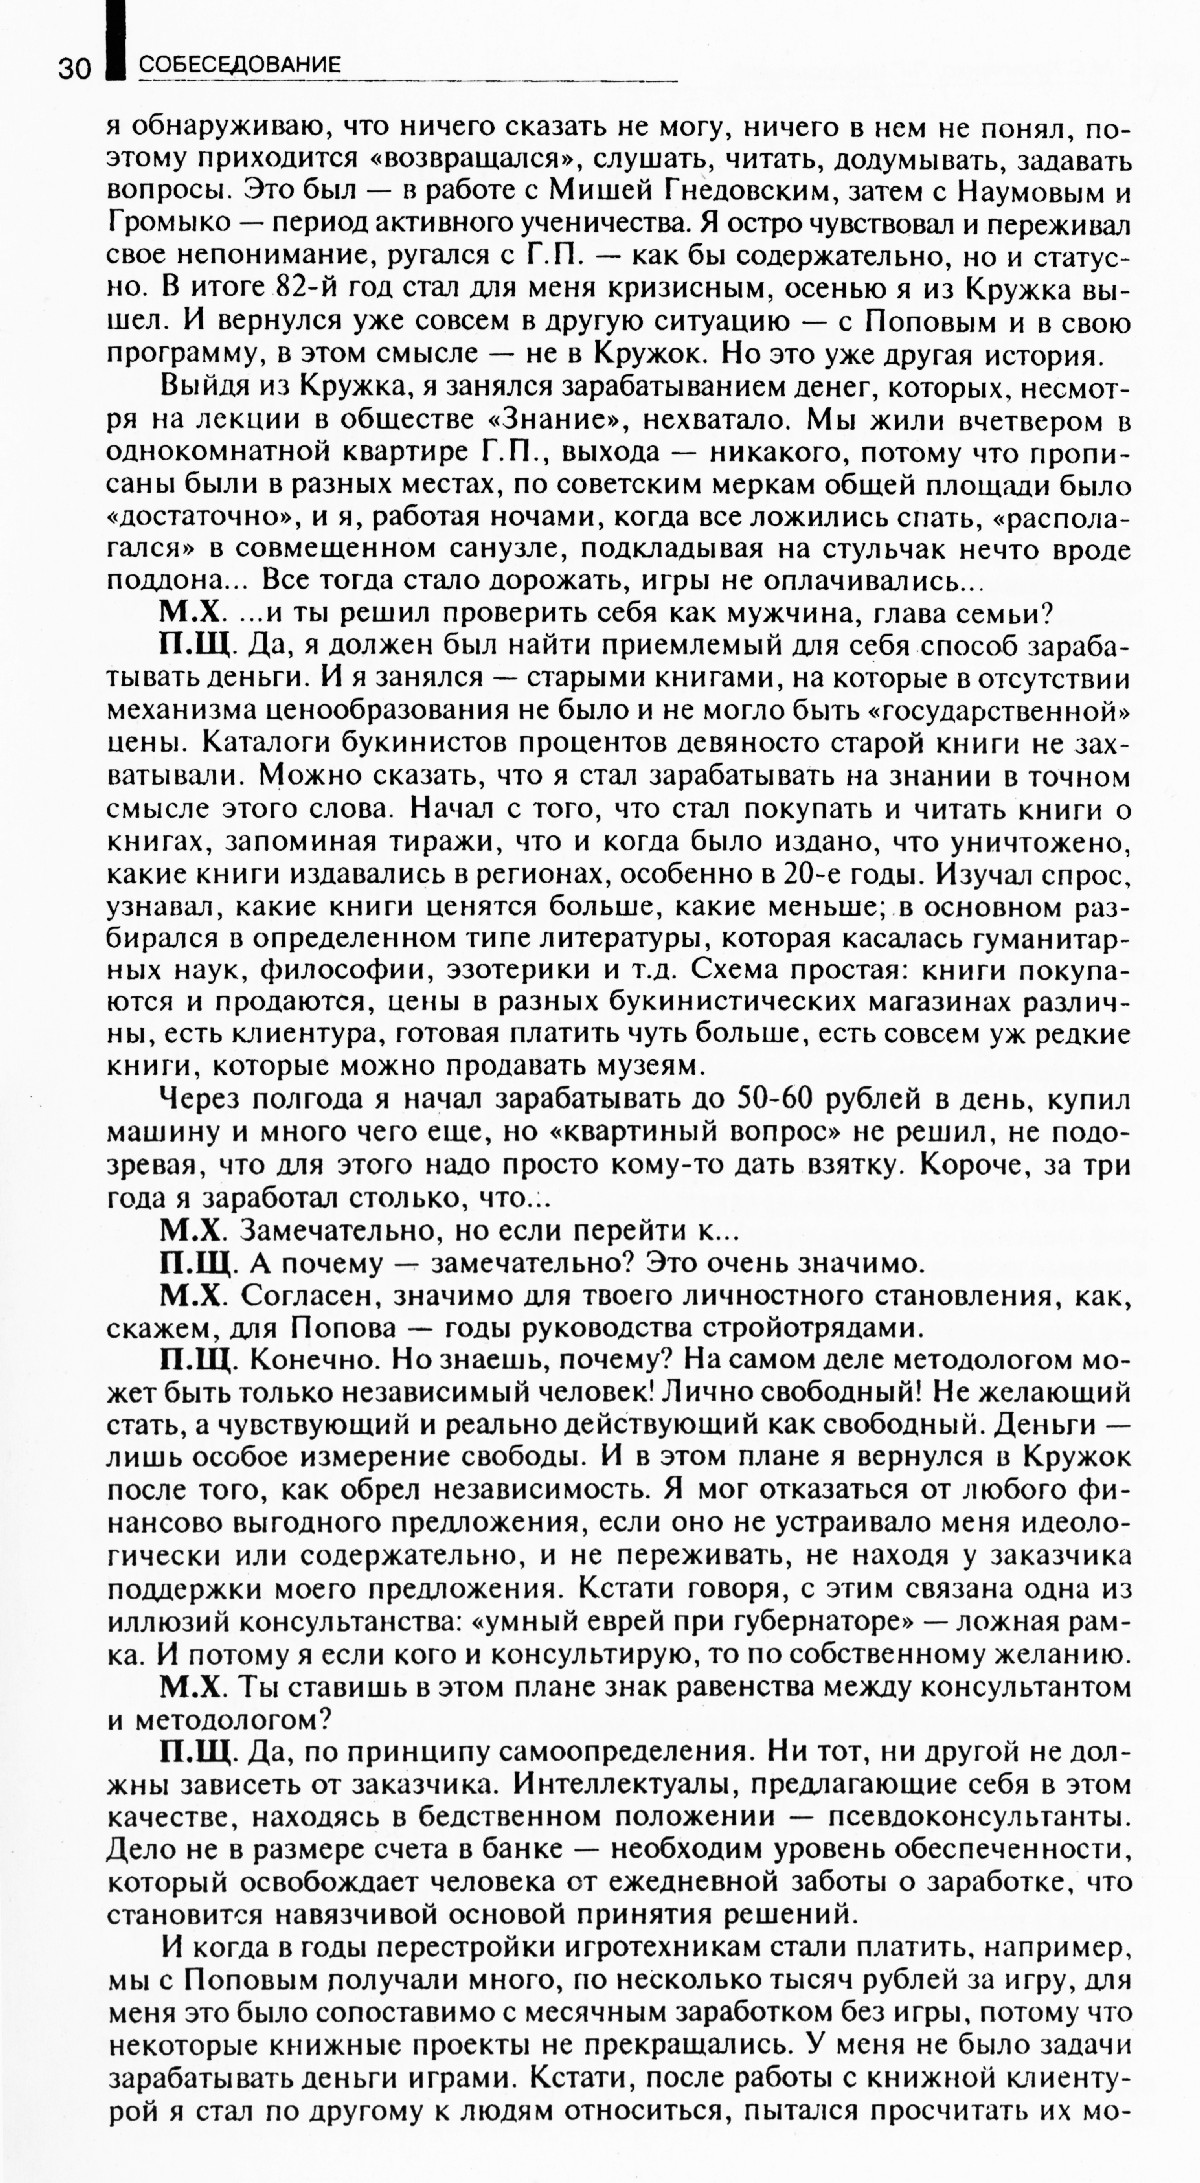 30
СОБЕСЕДОВАНИЕ
я обнаруживаю, что ничего сказать не могу, ничего в нем не понял, по-
этому приходится «возвращался», слушать, читать, додумывать, задавать
вопросы. Это был — в работе с Мишей Гнедовским, затем с Наумовым и
Громыко — период активного ученичества. Я остро чувствовал и переживал
свое непонимание, ругался с Г.П. — как бы содержательно, но и статус-
но. В итоге 82-й год стал для меня кризисным, осенью я из Кружка вы-
шел. И вернулся уже совсем в другую ситуацию — с Поповым и в свою
программу, в этом смысле — не в Кружок. Но это уже другая история.
Выйдя из Кружка, я занялся зарабатыванием денег, которых, несмот-
ря на лекции в обществе «Знание», нехватало. Мы жили вчетвером в
однокомнатной квартире Г.П., выхода — никакого, потому что пропи-
саны были в разных местах, по советским меркам общей площади было
«достаточно», и я, работая ночами, когда все ложились спать, «распола-
гался» в совмещенном санузле, подкладывая на стульчак нечто вроде
поддона... Все тогда стало дорожать, игры не оплачивались...
М.Х. ...и ты решил проверить себя как мужчина, глава семьи?
П.Щ. Да, я должен был найти приемлемый для себя способ зараба-
тывать деньги. И я занялся — старыми книгами, на которые в отсутствии
механизма ценообразования не было и не могло быть «государственной»
цены. Каталоги букинистов процентов девяносто старой книги не зах-
ватывали. Можно сказать, что я стал зарабатывать на знании в точном
смысле этого слова. Начал с того, что стал покупать и читать книги о
книгах, запоминая тиражи, что и когда было издано, что уничтожено,
какие книги издавались в регионах, особенно в 20-е годы. Изучал спрос,
узнавал, какие книги ценятся больше, какие меньше; в основном раз-
бирался в определенном типе литературы, которая касалась гуманитар-
ных наук, философии, эзотерики и т.д. Схема простая: книги покупа-
ются и продаются, цены в разных букинистических магазинах различ-
ны, есть клиентура, готовая платить чуть больше, есть совсем уж редкие
книги, которые можно продавать музеям.
Через полгода я начал зарабатывать до 50-60 рублей в день, купил
машину и много чего еще, но «квартиный вопрос» не решил, не подо-
зревая, что для этого надо просто кому-то дать взятку. Короче, за три
года я заработал столько, что...
М.Х. Замечательно, но если перейти к...
П.Щ. А почему — замечательно? Это очень значимо.
М.Х. Согласен, значимо для твоего личностного становления, как,
скажем, для Попова — годы руководства стройотрядами.
П.Щ. Конечно. Но знаешь, почему? На самом деле методологом мо-
жет быть только независимый человек! Лично свободный! Не желающий
стать, а чувствующий и реально действующий как свободный. Деньги —
лишь особое измерение свободы. И в этом плане я вернулся в Кружок
после того, как обрел независимость. Я мог отказаться от любого фи-
нансово выгодного предложения, если оно не устраивало меня идеоло-
гически или содержательно, и не переживать, не находя у заказчика
поддержки моего предложения. Кстати говоря, с этим связана одна из
иллюзий консультанства: «умный еврей при губернаторе» — ложная рам-
ка. И потому я если кого и консультирую, то по собственному желанию.
М.Х. Ты ставишь в этом плане знак равенства между консультантом
и методологом?
П.Щ. Да, по принципу самоопределения. Ни тот, ни другой не дол-
жны зависеть от заказчика. Интеллектуалы, предлагающие себя в этом
качестве, находясь в бедственном положении — псевдоконсультанты.
Дело не в размере счета в банке — необходим уровень обеспеченности,
который освобождает человека от ежедневной заботы о заработке, что
становится навязчивой основой принятия решений.
И когда в годы перестройки игротехникам стали платить, например,
мы с Поповым получали много, по несколько тысяч рублей за игру, для
меня это было сопоставимо с месячным заработком без игры, потому что
некоторые книжные проекты не прекращались. У меня не было задачи
зарабатывать деньги играми. Кстати, после работы с книжной клиенту-
рой я стал по другому к людям относиться, пытался просчитать их мо-